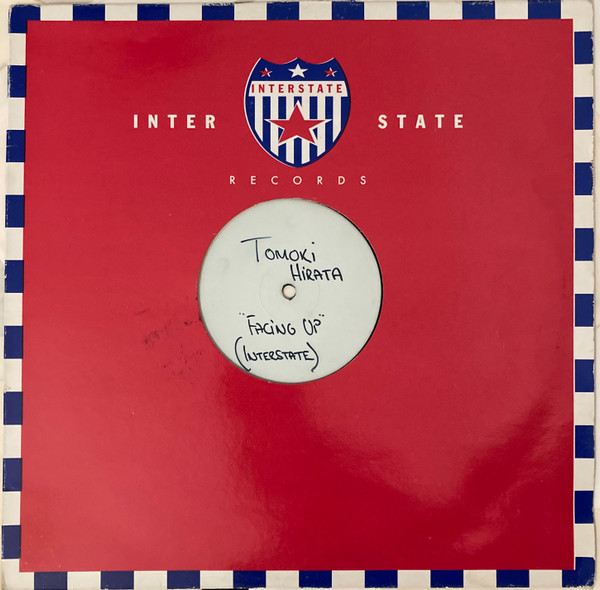 INTERSTATE
INTER STATE
RECORDS
TOMOKI
HIRATA
"FACING UP"
(INTERSTATE)